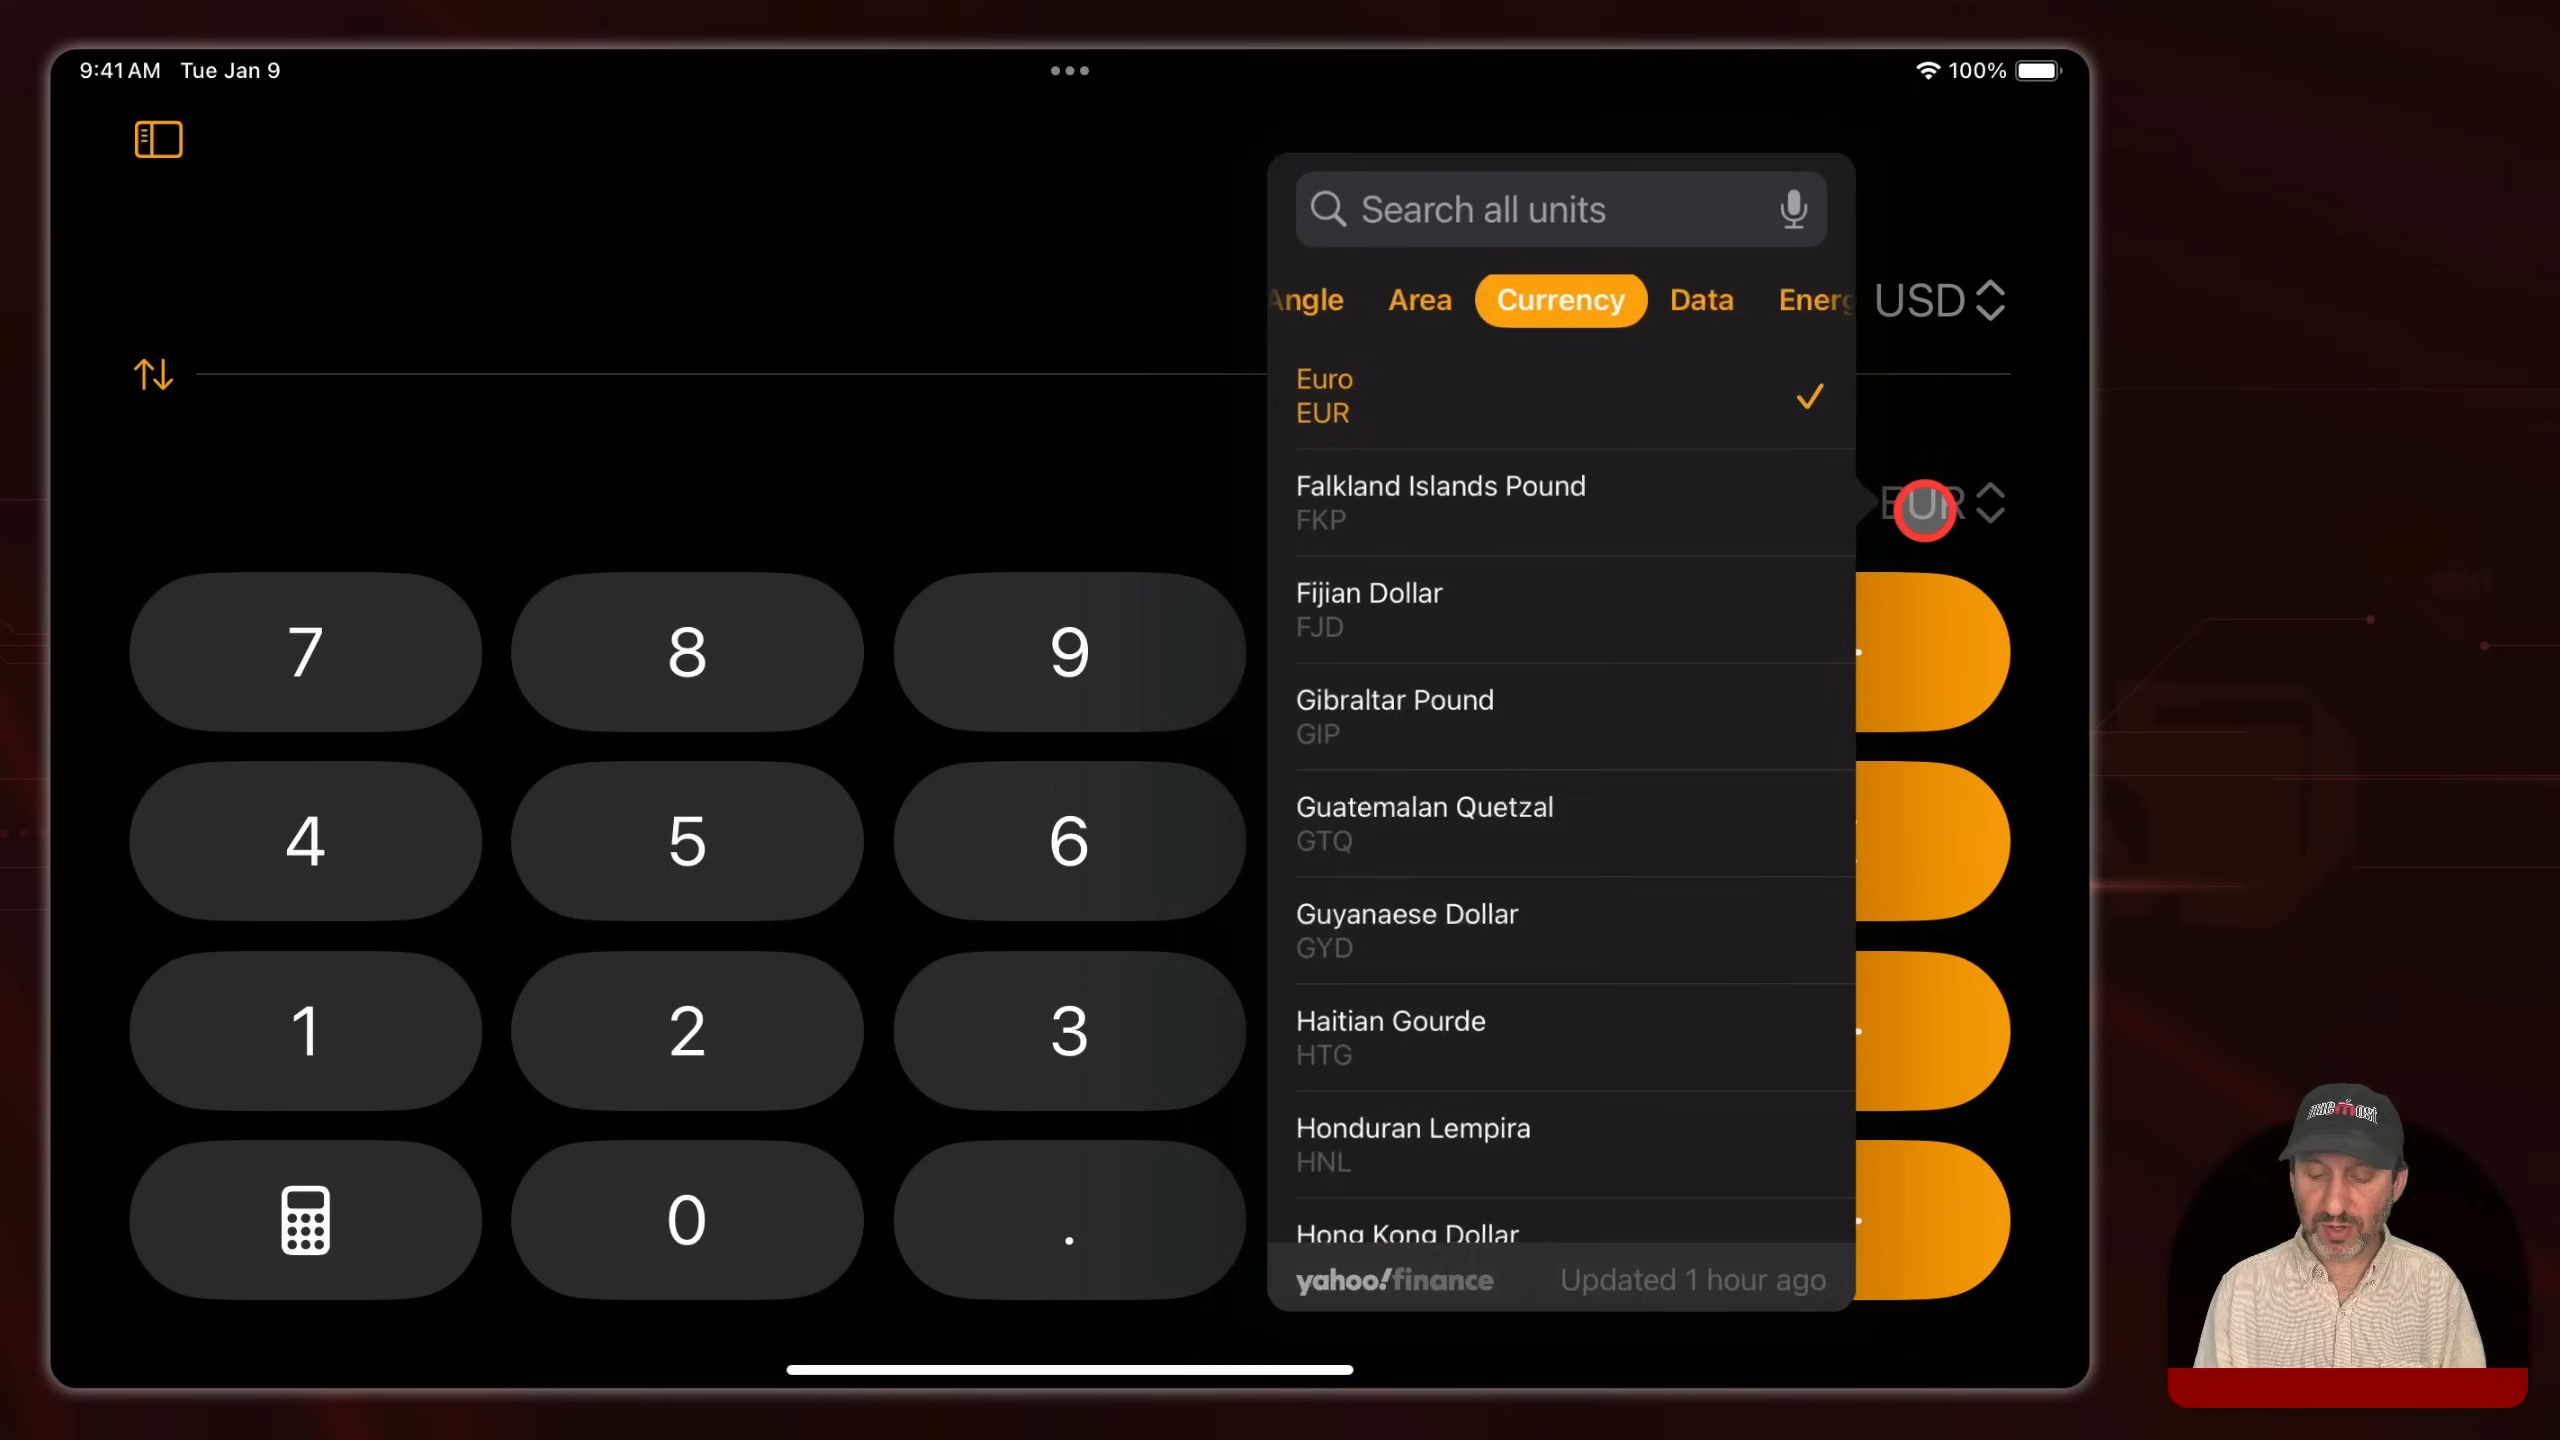 9:41 AM Tue Jan 9
100%
Search all units
Angle Area Currency Data Energ
USD
Euro
EUR
Falkland Islands Pound
FKP
EUR
Fijian Dollar
FJD
Gibraltar Pound
GIP
Guatemalan Quetzal
GTQ
Guyanaese Dollar
GYD
Haitian Gourde
HTG
Honduran Lempira
HNL
Hong Kong Dollar
yahoo!finance Updated 1 hour ago
7 8 9
4 5 6
1 2 3
0 .
macmost